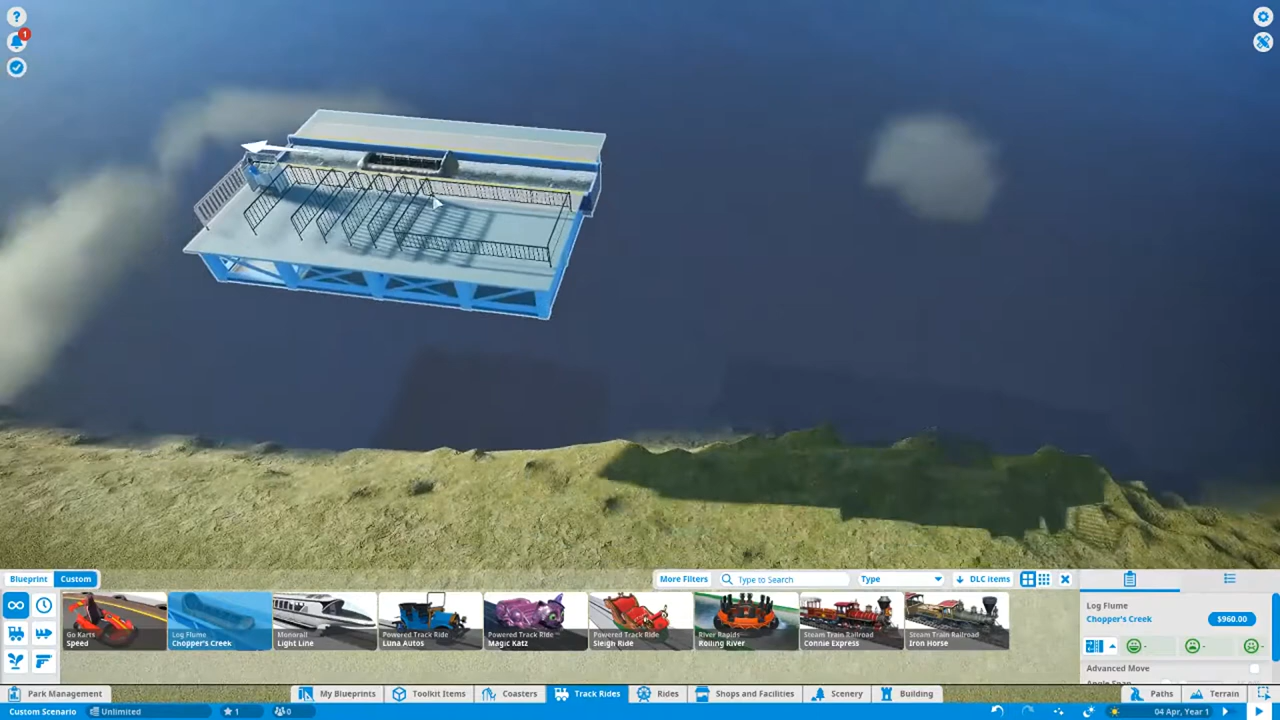 ?
1
Blueprint
Custom
More Filters
Type to Search
Type
DLC items
Go Karts
Speed
Log Flume
Chopper's Creek
Monorail
Light Line
Powered Track Ride
Luna Autos
Powered Track Ride
Magic Katz
Powered Track Ride
Sleigh Ride
River Rapids
Rolling River
Steam Train Railroad
Connie Express
Steam Train Railroad
Iron Horse
Log Flume
Chopper's Creek
$960.00
Advanced Move
Park Management
My Blueprints
Toolkit Items
Coasters
Track Rides
Rides
Shops and Facilities
Scenery
Building
Paths
Terrain
Custom Scenario
Unlimited
1
0
04 Apr, Year 1